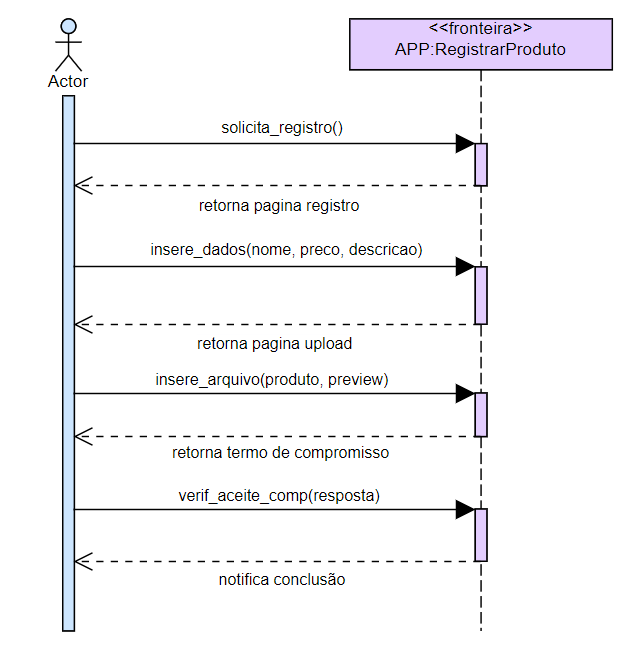 <<fronteira>>
APP:RegistrarProduto
Actor
solicita_registro()
retorna pagina registro
insere_dados(nome, preco, descricao)
retorna pagina upload
insere_arquivo(produto, preview)
retorna termo de compromisso
verif_aceite_comp(resposta)
notifica conclusão